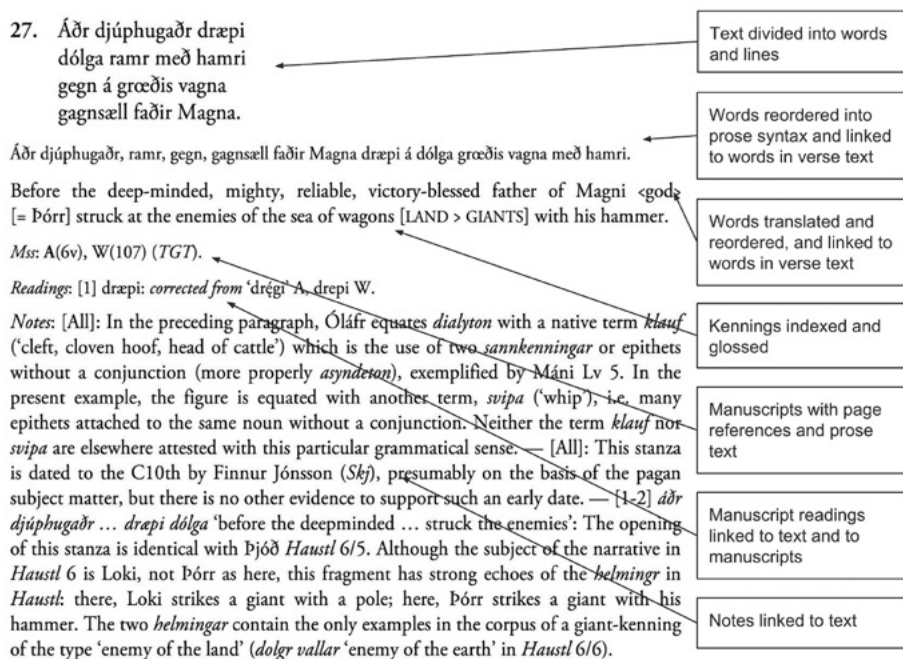 27. Áðr djúphugaðr dræpi
dólga ramr með hamri
gegn á grœðis vagna
gagnsæll faðir Magna.
Áðr djúphugaðr, ramr, gegn, gagnsæll faðir Magna dræpi á dólga grœðis vagna með hamri.
Before the deep-minded, mighty, reliable, victory-blessed father of Magni <god>
[= Þórr] struck at the enemies of the sea of wagons [LAND > GIANTS] with his hammer.
Mss: A(6v), W(107) (TGT).
Readings: [1] dræpi: corrected from ‘dręgi’ A, drepi W.
Notes: [All]: In the preceding paragraph, Óláfr equates dialyton with a native term klauf
(‘cleft, cloven hoof, head of cattle’) which is the use of two sannkenningar or epithets
without a conjunction (more properly asyndeton), exemplified by Máni Lv 5. In the
present example, the figure is equated with another term, svipa (‘whip’), i.e. many
epithets attached to the same noun without a conjunction. Neither the term klauf nor
svipa are elsewhere attested with this particular grammatical sense. — [All]: This stanza
is dated to the C10th by Finnur Jónsson (Skj), presumably on the basis of the pagan
subject matter, but there is no other evidence to support such an early date. — [1-2] áðr
djúphugaðr ... dræpi dólga ‘before the deepminded ... struck the enemies’: The opening
of this stanza is identical with Þjóð Haustl 6/5. Although the subject of the narrative in
Haustl 6 is Loki, not Þórr as here, this fragment has strong echoes of the helmingr in
Haustl: there, Loki strikes a giant with a pole; here, Þórr strikes a giant with his
hammer. The two helmingar contain the only examples in the corpus of a giant-kenning
of the type ‘enemy of the land’ (dolgr vallar ‘enemy of the earth’ in Haustl 6/6).
Text divided into words
and lines
Words reordered into
prose syntax and linked
to words in verse text
Words translated and
reordered, and linked to
words in verse text
Kennings indexed and
glossed
Manuscripts with page
references and prose
text
Manuscript readings
linked to text and to
manuscripts
Notes linked to text